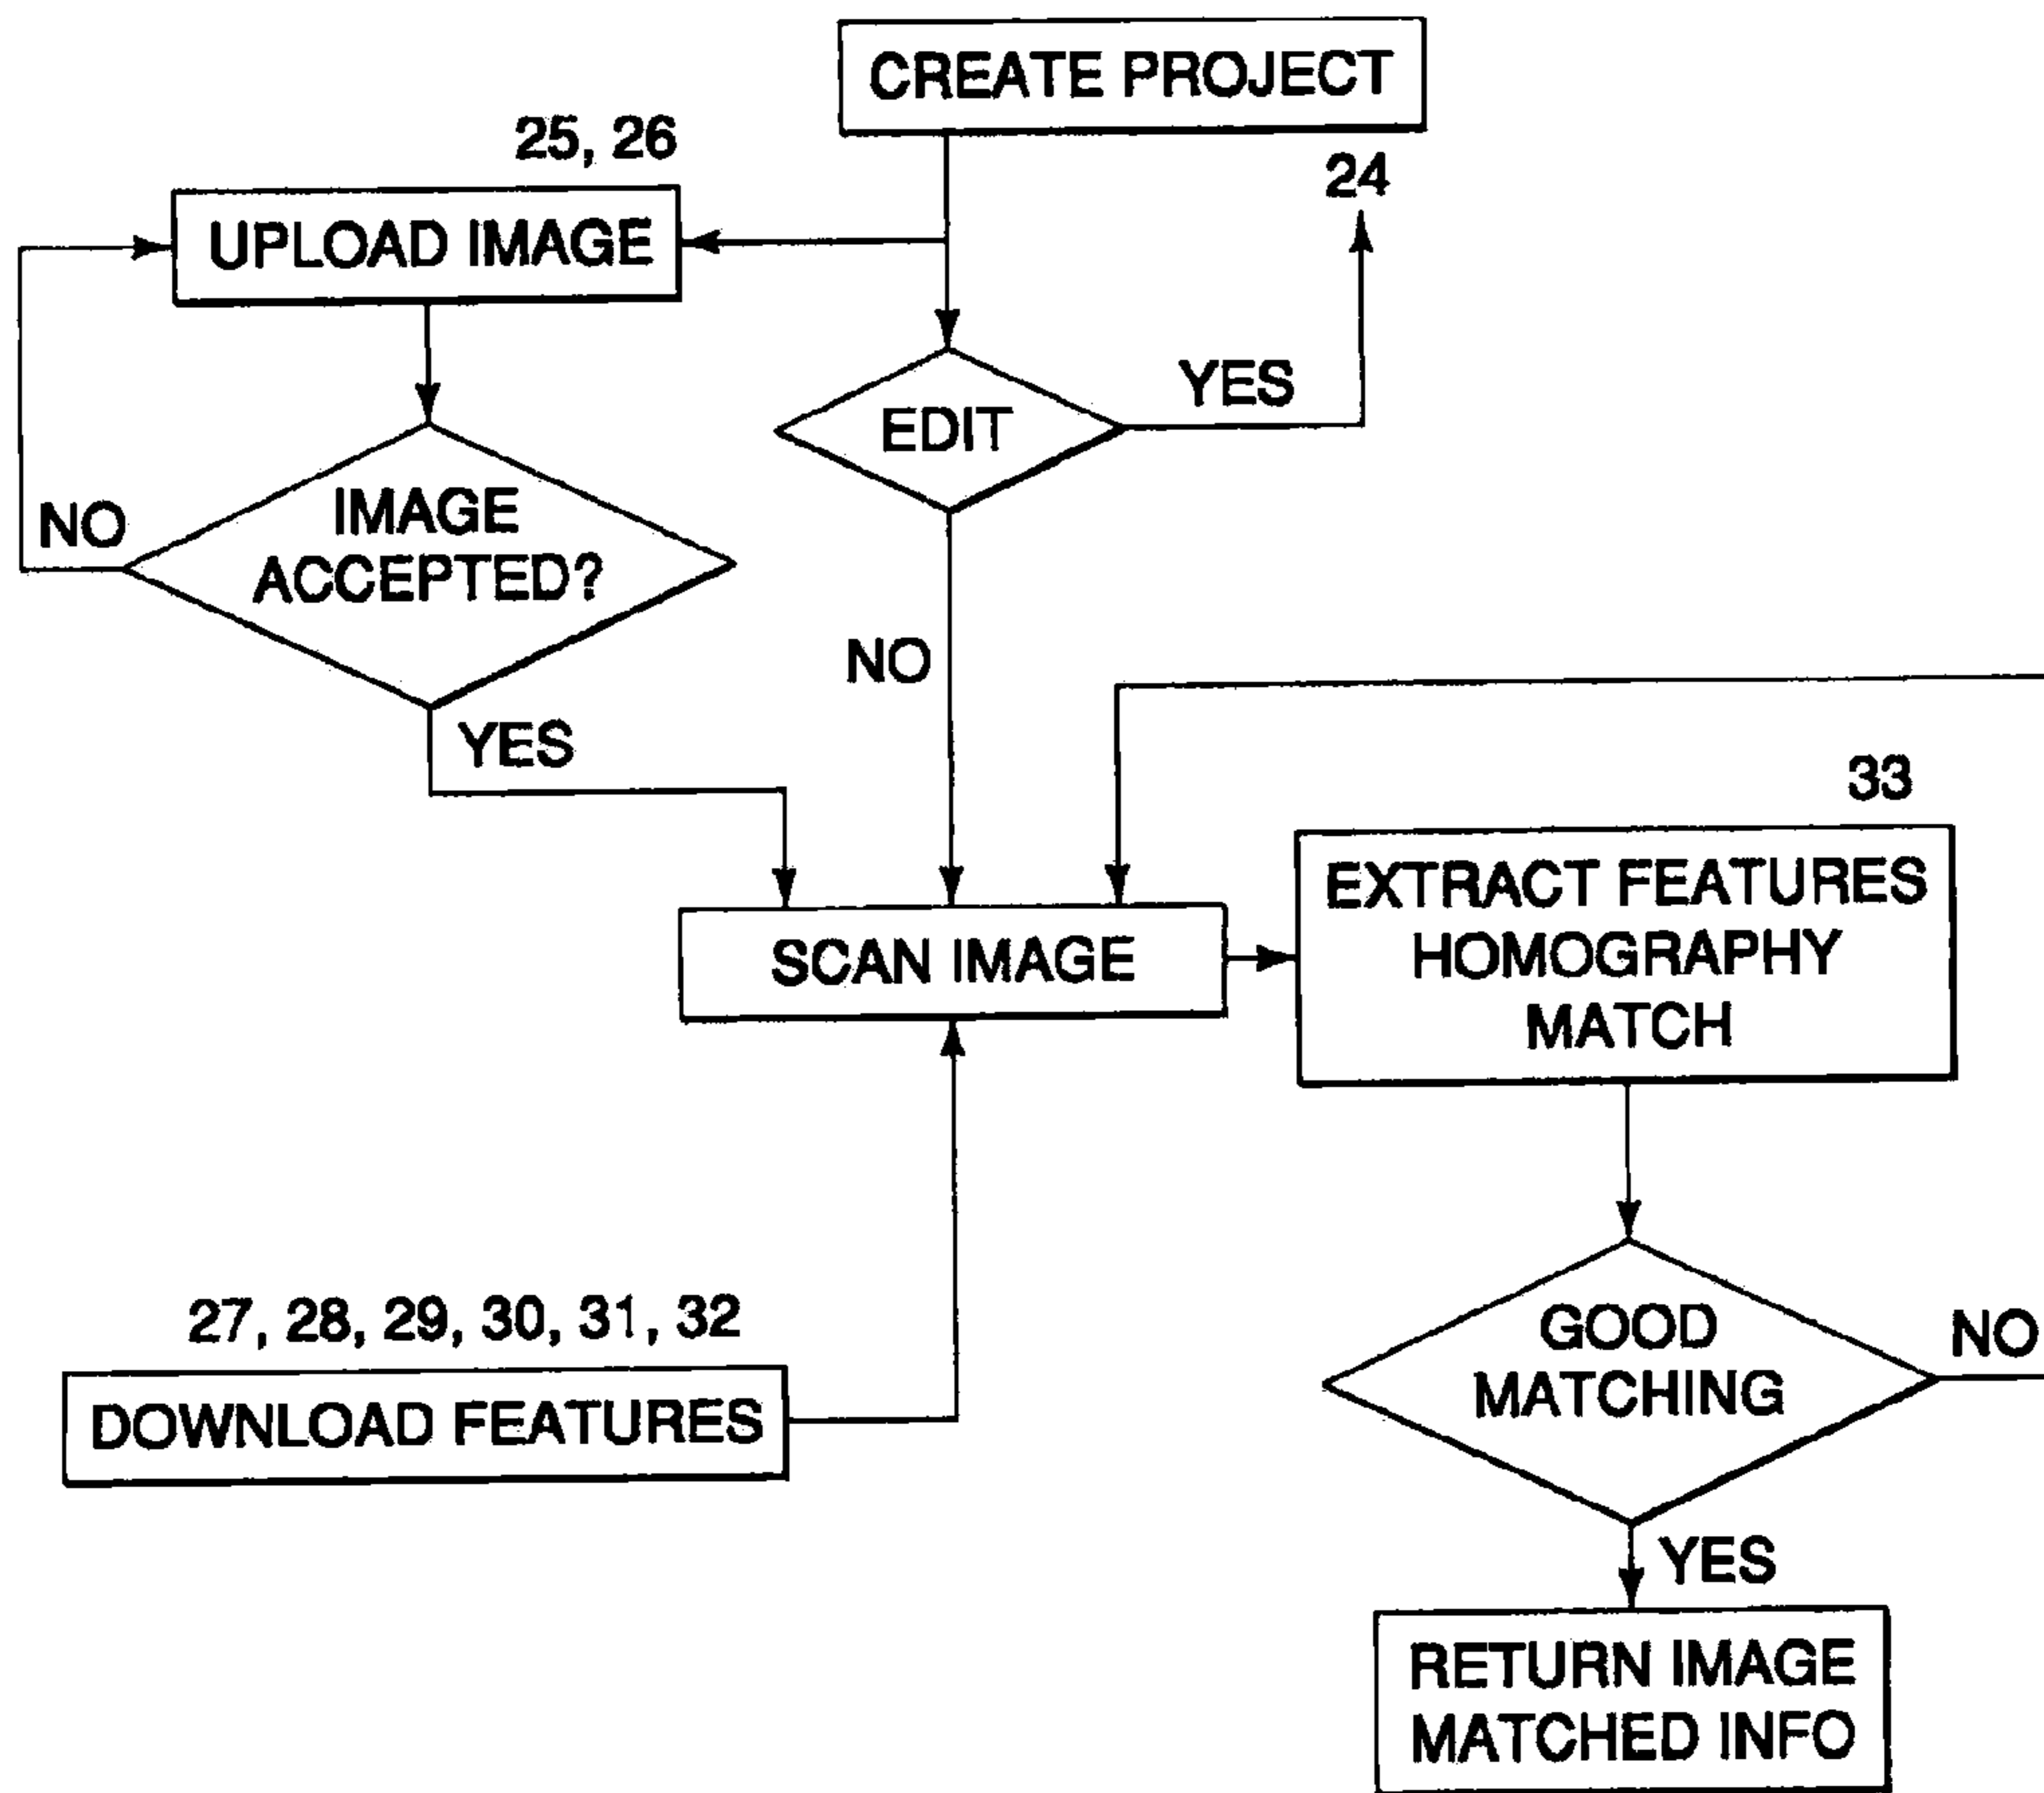 CREATE PROJECT
25, 26
24
UPLOAD IMAGE
YES
EDIT
IMAGE
ACCEPTED?
NO
NO
YES
33
EXTRACT FEATURES
HOMOGRAPHY
MATCH
SCAN IMAGE
27, 28, 29, 30, 31, 32
DOWNLOAD FEATURES
GOOD
MATCHING
NO
YES
RETURN IMAGE
MATCHED INFO